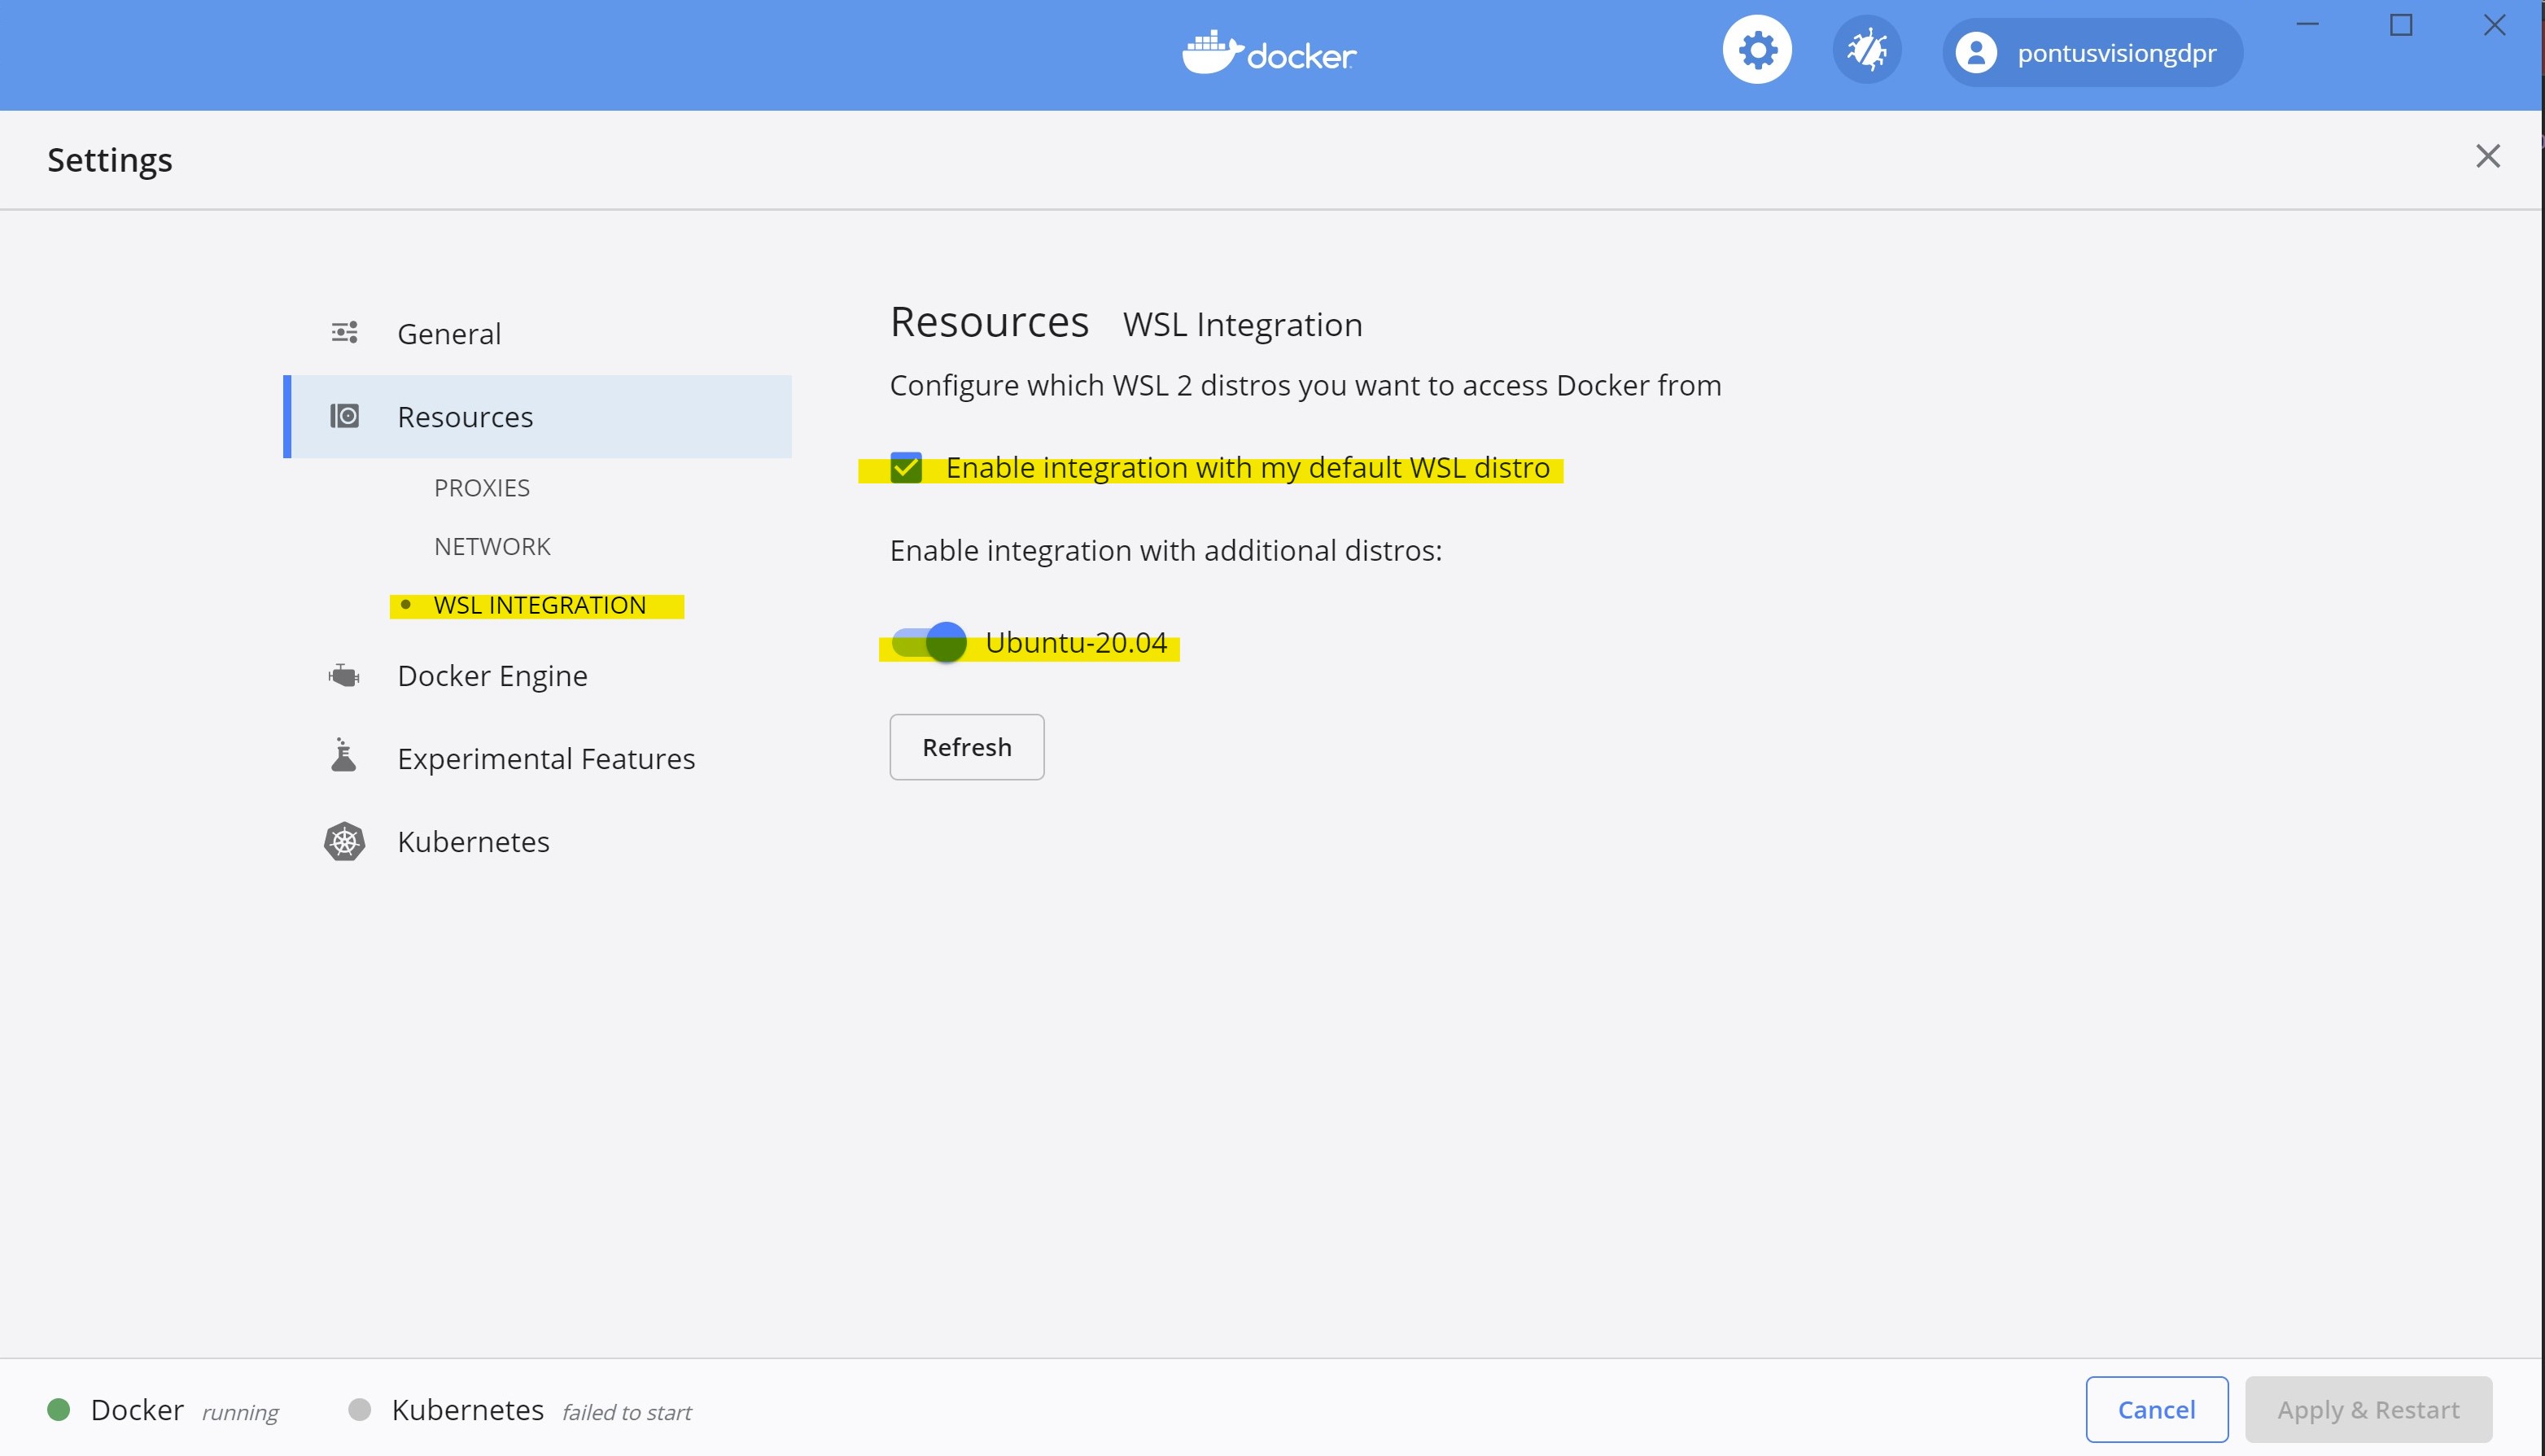 docker
pontusvisiongdpr
Settings
General
Resources
PROXIES
NETWORK
WSL INTEGRATION
Docker Engine
Experimental Features
Kubernetes
Resources WSL Integration
Configure which WSL 2 distros you want to access Docker from
Enable integration with my default WSL distro
Enable integration with additional distros:
Ubuntu-20.04
Refresh
Docker running Kubernetes failed to start
Cancel Apply & Restart